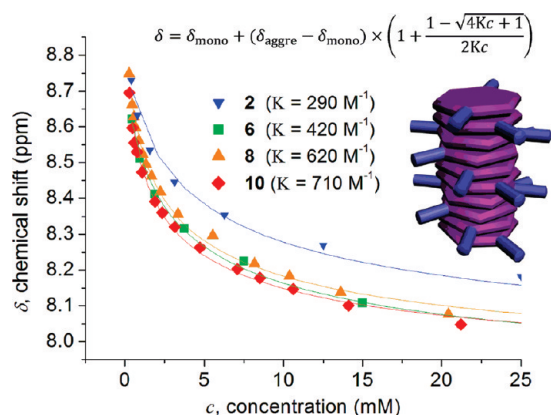 δ = δmono + (δaggre − δmono) × (1 + (1 − √4Kc + 1) / 2Kc)
8.8
8.7
8.6
8.5
8.4
8.3
8.2
8.1
8.0
δ, chemical shift (ppm)
2 (K = 290 M⁻¹)
6 (K = 420 M⁻¹)
8 (K = 620 M⁻¹)
10 (K = 710 M⁻¹)
0 5 10 15 20 25
c, concentration (mM)